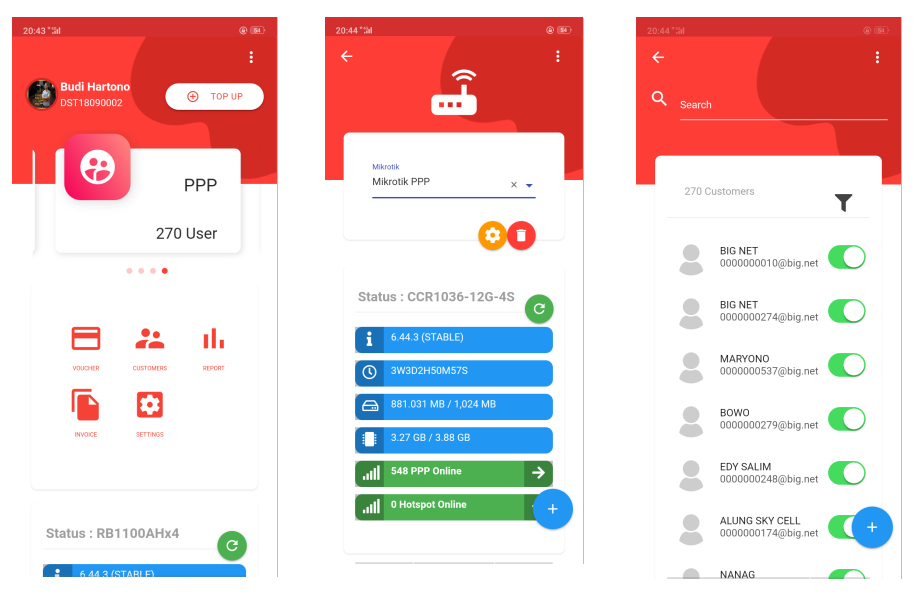 20:43
54
Budi Hartono
DST18090002
TOP UP
PPP
270 User
VOUCHER
CUSTOMERS
REPORT
INVOICE
SETTINGS
Status : RB1100AHx4
6.44.3 (STABLE)
20:44
54
Mikrotik
Mikrotik PPP
Status : CCR1036-12G-4S
6.44.3 (STABLE)
3W3D2H50M57S
881.031 MB / 1,024 MB
3.27 GB / 3.88 GB
548 PPP Online
0 Hotspot Online
20:44
54
Search
270 Customers
BIG NET
0000000010@big.net
BIG NET
0000000274@big.net
MARYONO
0000000537@big.net
BOWO
0000000279@big.net
EDY SALIM
0000000248@big.net
ALUNG SKY CELL
0000000174@big.net
NANAG